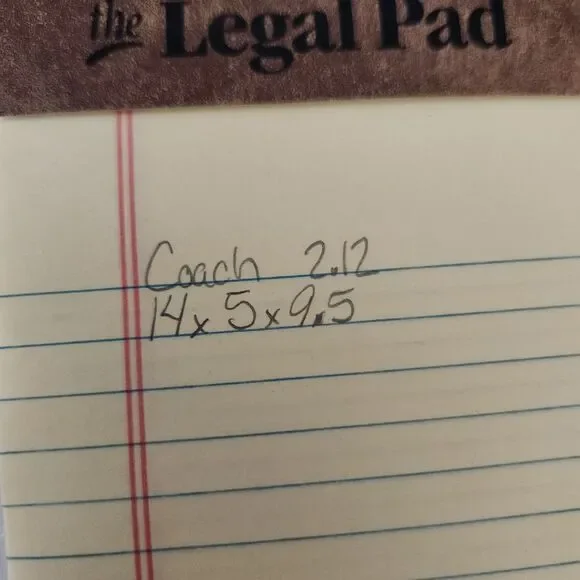 the Legal Pad
Coach 2.12
14x5x9.5